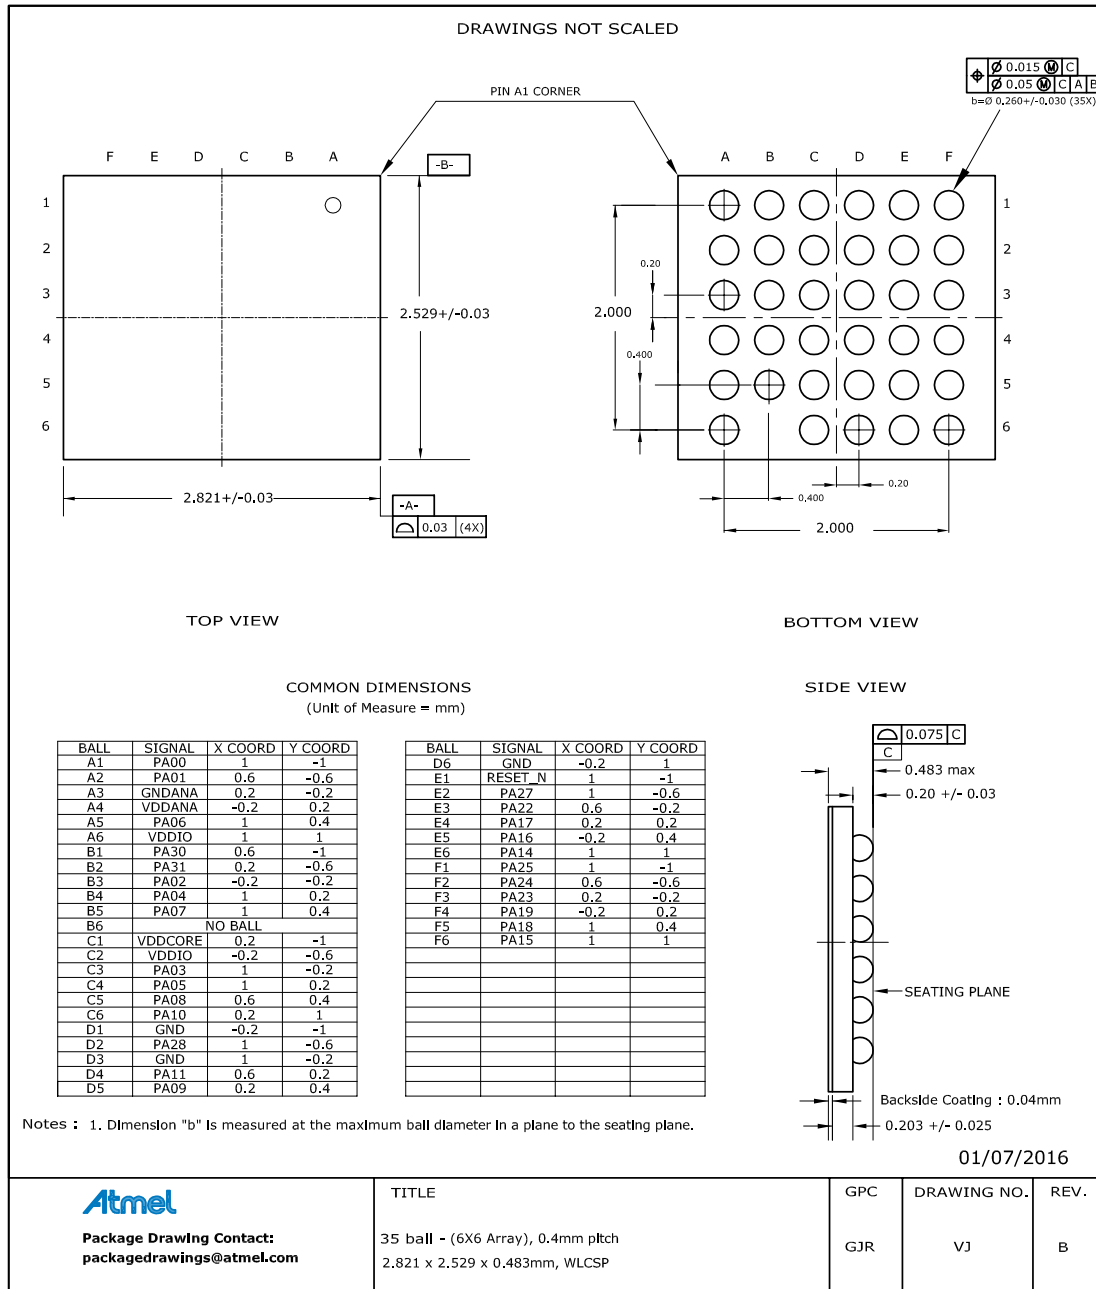 DRAWINGS NOT SCALED
PIN A1 CORNER
Ø 0.015 Ⓜ C
Ø 0.05 Ⓜ C A B
b=Ø 0.260+/-0.030 (35X)
F E D C B A
-B-
A B C D E F
1
2
3
4
5
6
2.529+/-0.03
2.821+/-0.03
-A-
0.03 (4X)
1
2
3
4
5
6
0.20
2.000
0.400
0.20
0.400
2.000
TOP VIEW
BOTTOM VIEW
COMMON DIMENSIONS
(Unit of Measure = mm)
SIDE VIEW
BALL SIGNAL X COORD Y COORD
A1 PA00 1 -1
A2 PA01 0.6 -0.6
A3 GNDANA 0.2 -0.2
A4 VDDANA -0.2 0.2
A5 PA06 1 0.4
A6 VDDIO 1 1
B1 PA30 0.6 -1
B2 PA31 0.2 -0.6
B3 PA02 -0.2 -0.2
B4 PA04 1 0.2
B5 PA07 1 0.4
B6 NO BALL
C1 VDDCORE 0.2 -1
C2 VDDIO -0.2 -0.6
C3 PA03 1 -0.2
C4 PA05 1 0.2
C5 PA08 0.6 0.4
C6 PA10 0.2 1
D1 GND -0.2 -1
D2 PA28 1 -0.6
D3 GND 1 -0.2
D4 PA11 0.6 0.2
D5 PA09 0.2 0.4
BALL SIGNAL X COORD Y COORD
D6 GND -0.2 1
E1 RESET_N 1 -1
E2 PA27 1 -0.6
E3 PA22 0.6 -0.2
E4 PA17 0.2 0.2
E5 PA16 -0.2 0.4
E6 PA14 1 1
F1 PA25 1 -1
F2 PA24 0.6 -0.6
F3 PA23 0.2 -0.2
F4 PA19 -0.2 0.2
F5 PA18 1 0.4
F6 PA15 1 1
0.075 C
C
0.483 max
0.20 +/- 0.03
SEATING PLANE
Backside Coating : 0.04mm
0.203 +/- 0.025
Notes : 1. Dimension "b" is measured at the maximum ball diameter in a plane to the seating plane.
01/07/2016
Atmel
Package Drawing Contact:
packagedrawings@atmel.com
TITLE
35 ball - (6X6 Array), 0.4mm pitch
2.821 x 2.529 x 0.483mm, WLCSP
GPC
GJR
DRAWING NO.
VJ
REV.
B